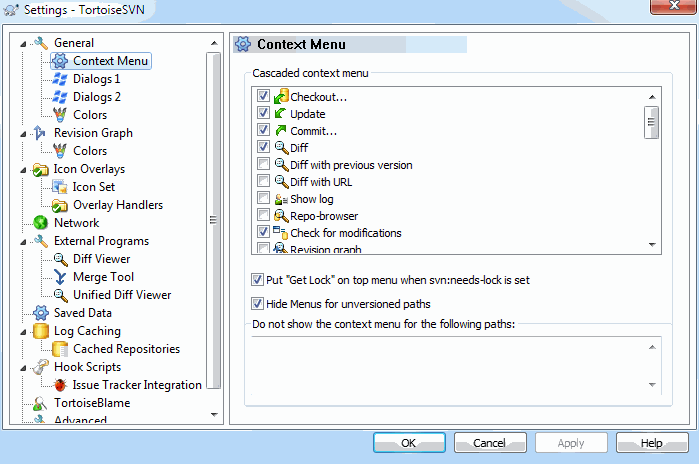 Settings - TortoiseSVN
General
Context Menu
Dialogs 1
Dialogs 2
Colors
Revision Graph
Colors
Icon Overlays
Icon Set
Overlay Handlers
Network
External Programs
Diff Viewer
Merge Tool
Unified Diff Viewer
Saved Data
Log Caching
Cached Repositories
Hook Scripts
Issue Tracker Integration
TortoiseBlame
Advanced
Context Menu
Cascaded context menu
Checkout...
Update
Commit...
Diff
Diff with previous version
Diff with URL
Show log
Repo-browser
Check for modifications
Revision graph
Put "Get Lock" on top menu when svn:needs-lock is set
Hide Menus for unversioned paths
Do not show the context menu for the following paths:
OK Cancel Apply Help